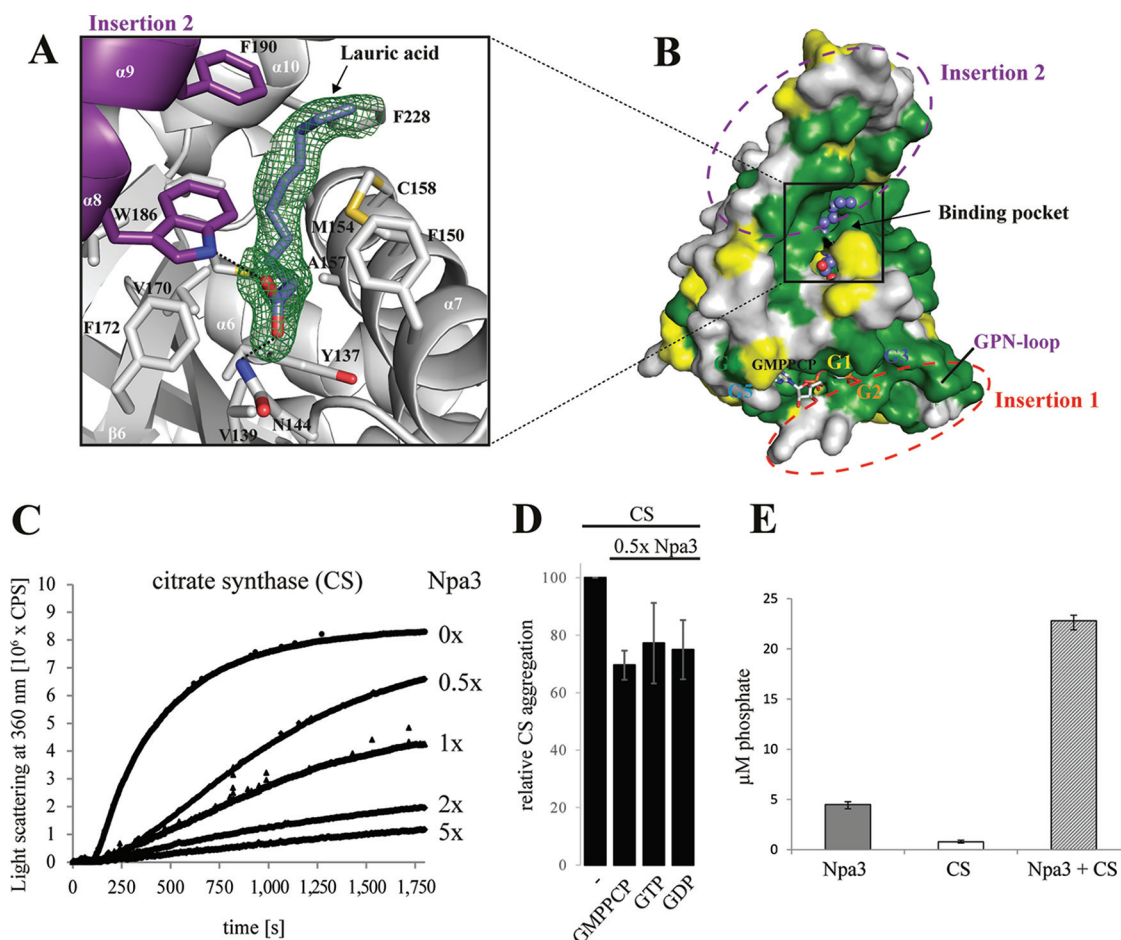 Insertion 2
A
F190
α9
α10
Lauric acid
F228
α8
C158
W186
M154
F150
A157
V170
α6
α7
F172
Y137
β6
V139
N144
B
Insertion 2
Binding pocket
GPN-loop
GMPPCP
G1
G3
G5
G2
Insertion 1
C
citrate synthase (CS)
Npa3
Light scattering at 360 nm [10⁶ x CPS]
10
9
8
7
6
5
4
3
2
1
0
0x
0.5x
1x
2x
5x
0
250
500
750
1,000
1,250
1,500
1,750
time [s]
D
CS
0.5x Npa3
relative CS aggregation
100
80
60
40
20
0
-
GMPPCP
GTP
GDP
E
µM phosphate
25
20
15
10
5
0
Npa3
CS
Npa3 + CS